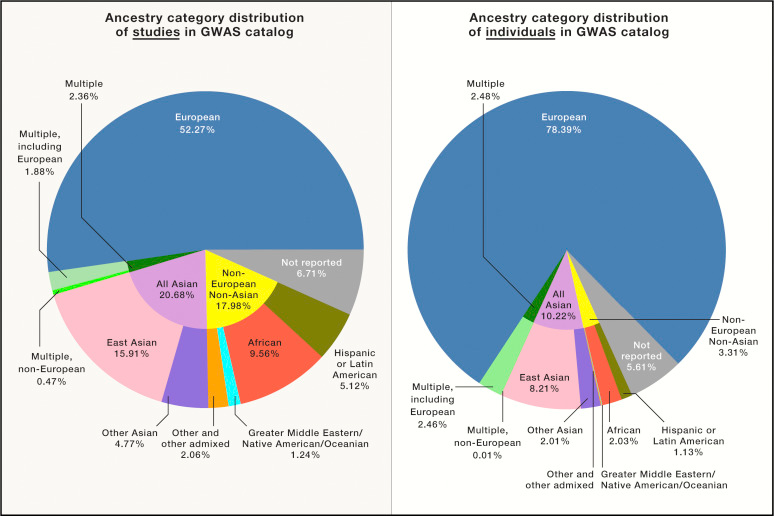 Ancestry category distribution
of studies in GWAS catalog
Multiple
2.36%
European
52.27%
Multiple,
including
European
1.88%
Not reported
6.71%
All Asian
20.68%
Non-
European
Non-Asian
17.98%
East Asian
15.91%
African
9.56%
Multiple,
non-European
0.47%
Hispanic
or Latin
American
5.12%
Other Asian
4.77%
Other and
other admixed
2.06%
Greater Middle Eastern/
Native American/Oceanian
1.24%
Ancestry category distribution
of individuals in GWAS catalog
Multiple
2.48%
European
78.39%
All
Asian
10.22%
Non-
European
Non-Asian
3.31%
Not
reported
5.61%
East Asian
8.21%
Multiple,
including
European
2.46%
Multiple,
non-European
0.01%
Other Asian
2.01%
African
2.03%
Hispanic or
Latin American
1.13%
Other and
other admixed
Greater Middle Eastern/
Native American/Oceanian